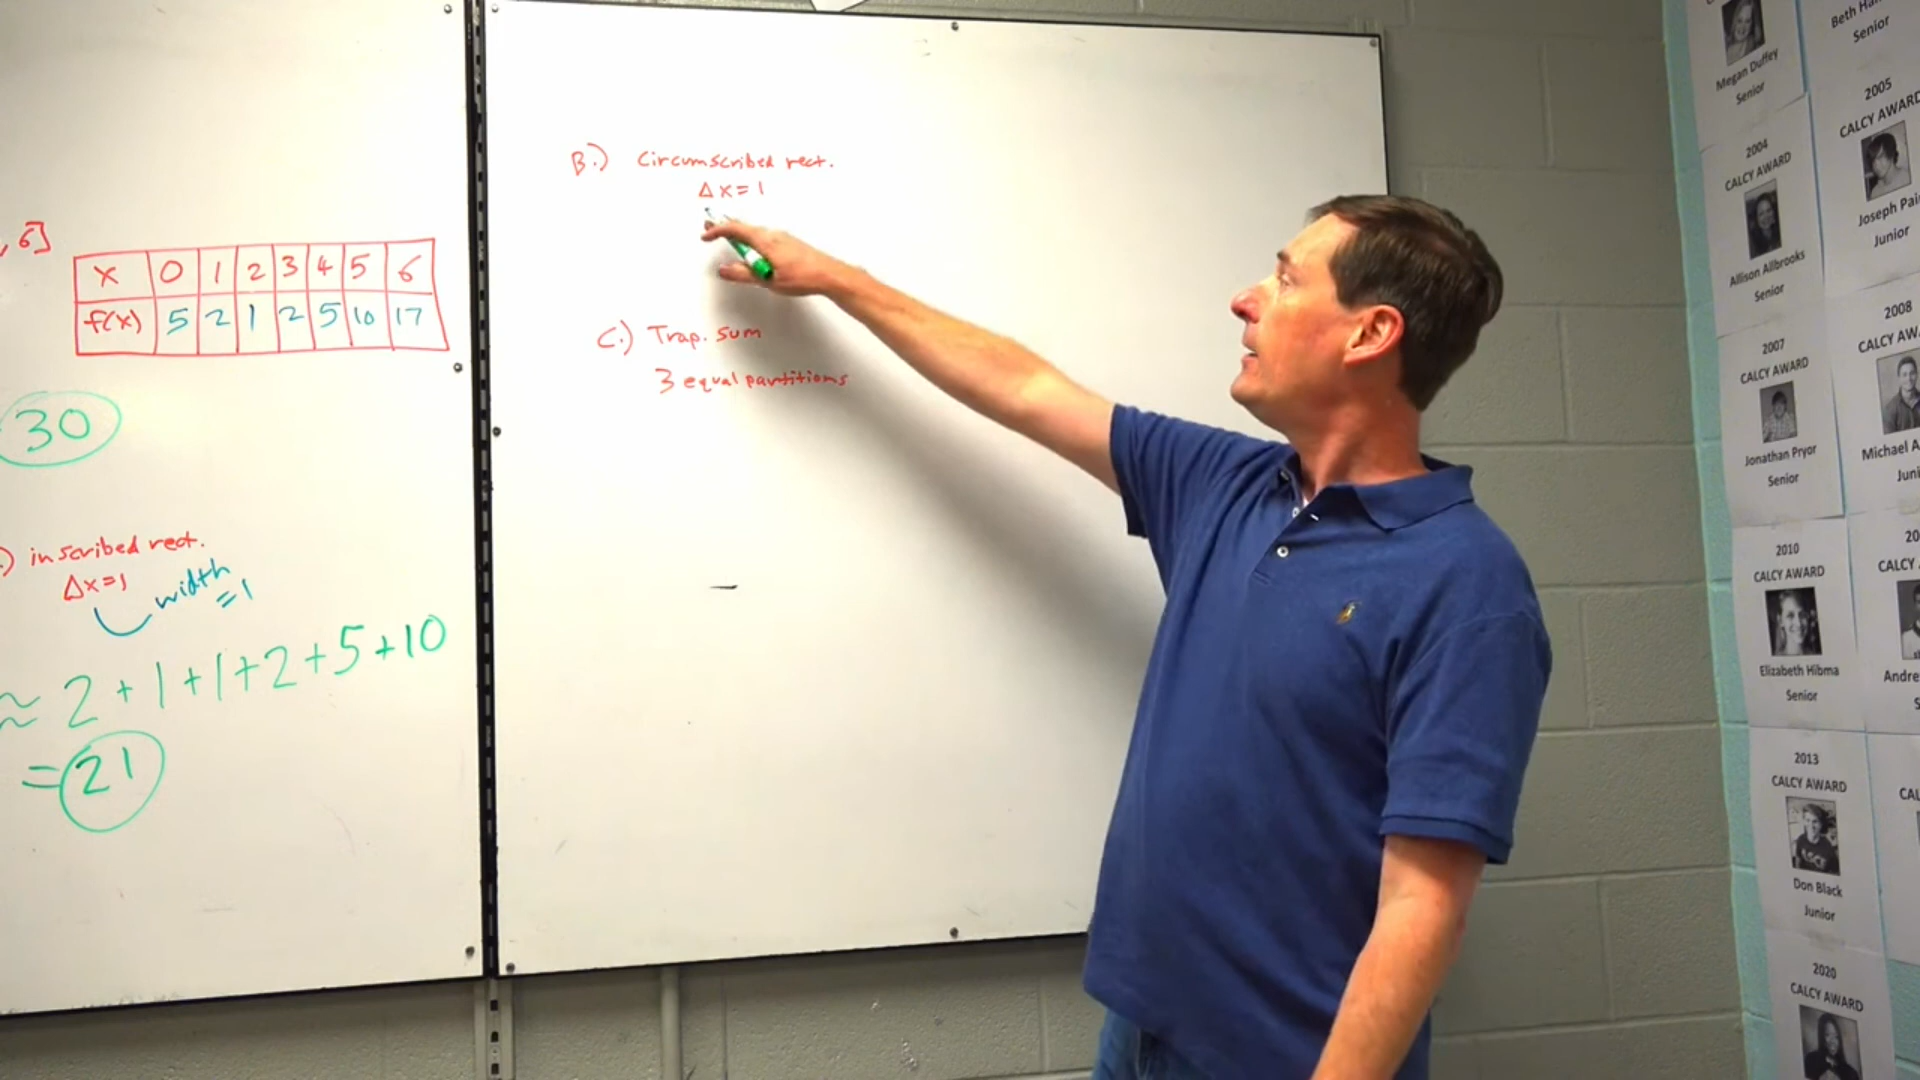 , 6]
x 0 1 2 3 4 5 6
f(x) 5 2 1 2 5 10 17
30
) inscribed rect.
Δx=1
width
=1
≈ 2+1+1+2+5+10
=21
B.) Circumscribed rect.
Δx=1
C.) Trap. sum
3 equal partitions
Megan Duffey
Senior
2004
CALCY AWARD
Allison Allbrooks
Senior
2007
CALCY AWARD
Jonathan Pryor
Senior
2010
CALCY AWARD
Elizabeth Hibma
Senior
2013
CALCY AWARD
Don Black
Junior
2020
CALCY AWARD
Beth
Senior
2005
CALCY AWARD
Joseph
Junior
2008
CALCY AW
Michael A
Juni
20
CALCY
Andre
S
CAL